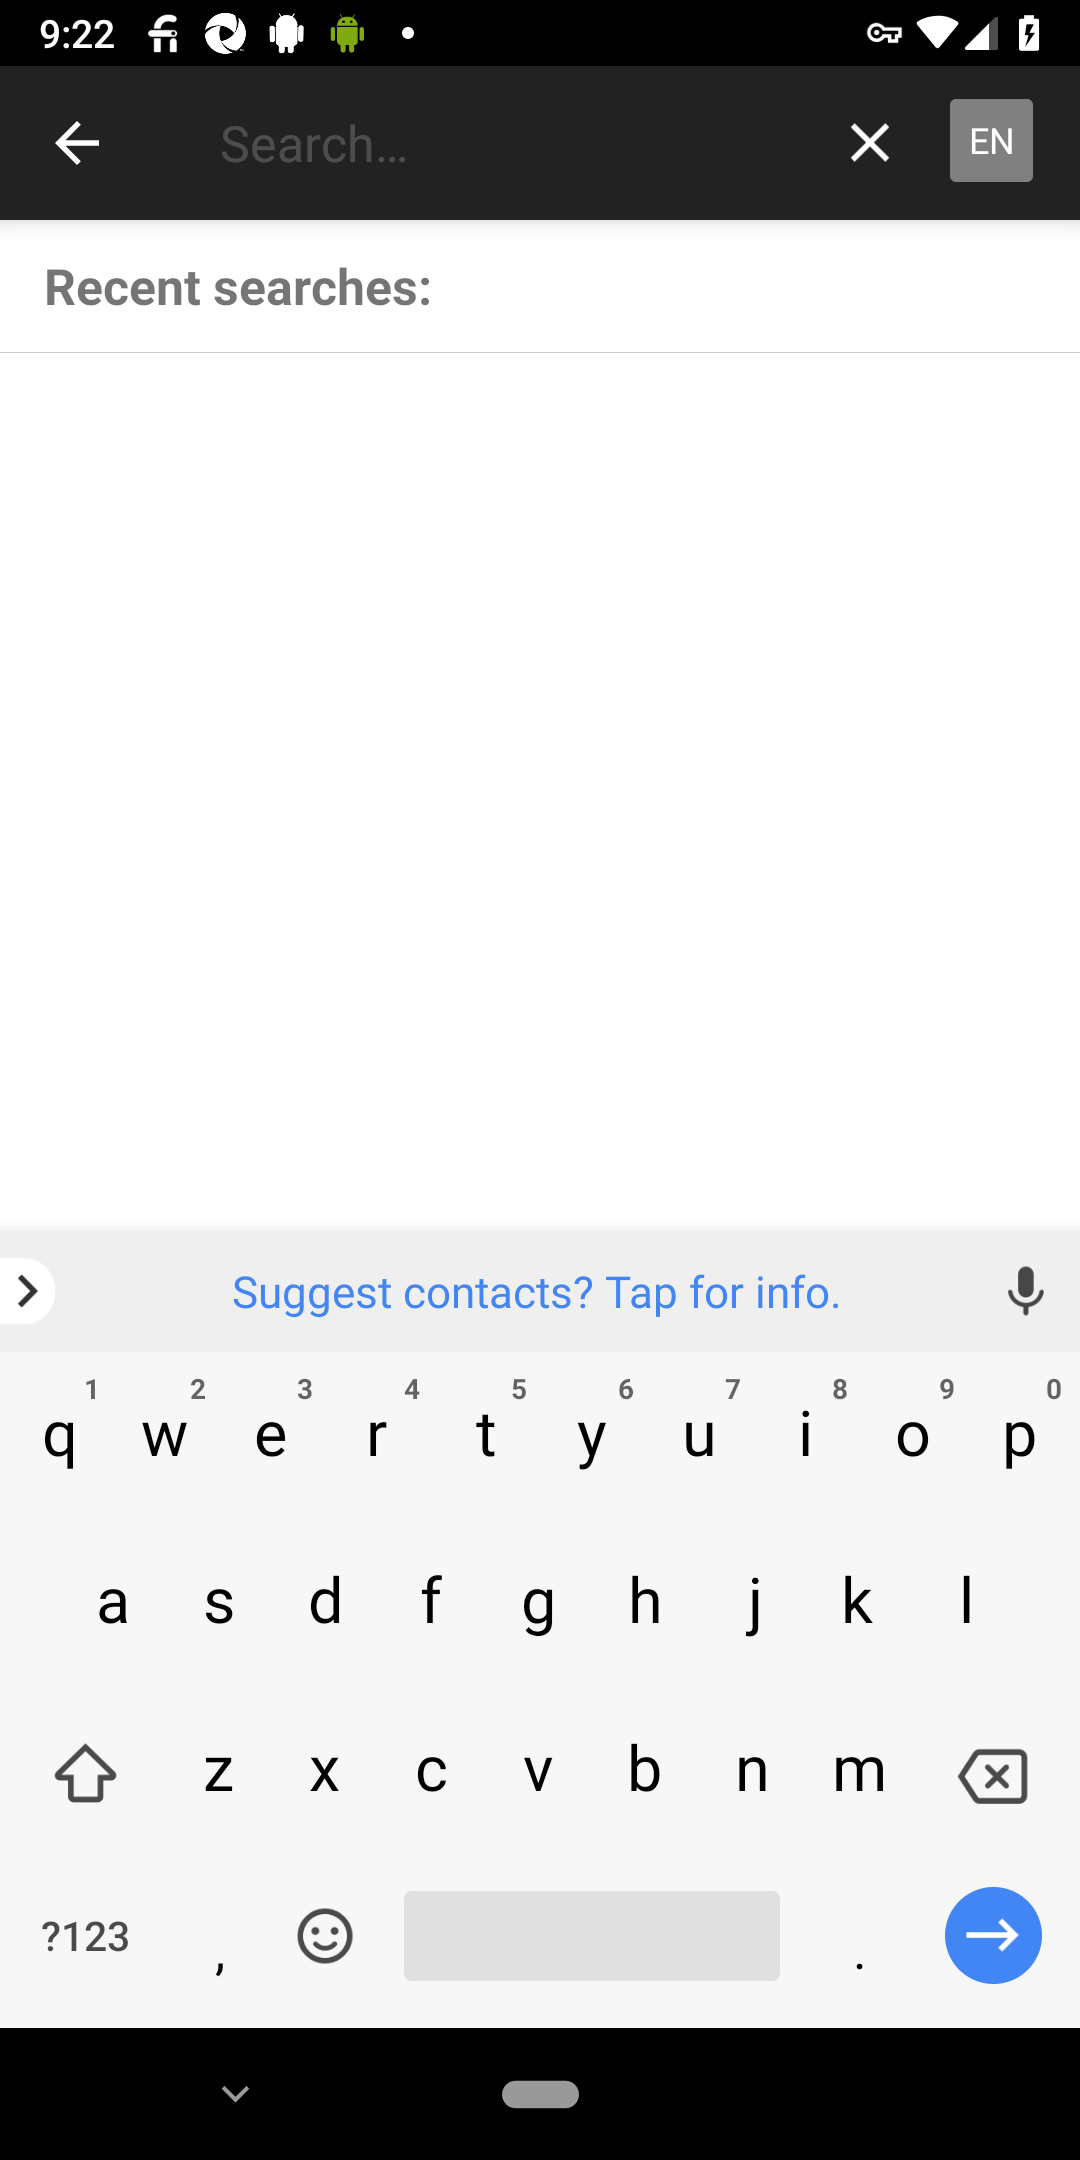 9:22
Search…
EN
Recent searches:
Suggest contacts? Tap for info.
1 2 3 4 5 6 7 8 9 0
q w e r t y u i o p
a s d f g h j k l
z x c v b n m
?123 , .